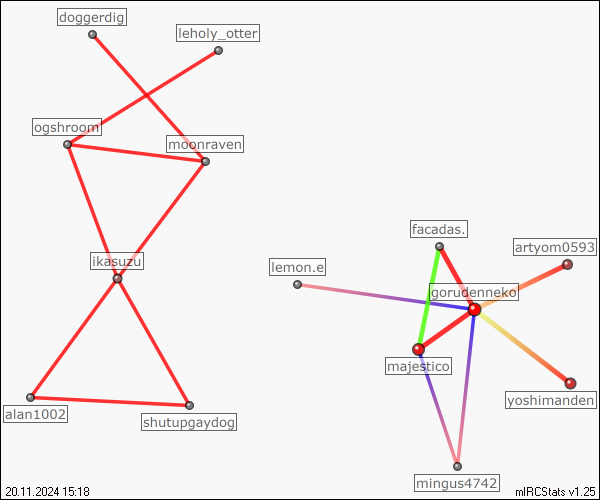 doggerdig
leholy_otter
ogshroom
moonraven
facadas.
artyom0593
ikasuzu
lemon.e
gorudenneko
majestico
yoshimanden
alan1002
shutupgaydog
mingus4742
20.11.2024 15:18
mIRCStats v1.25